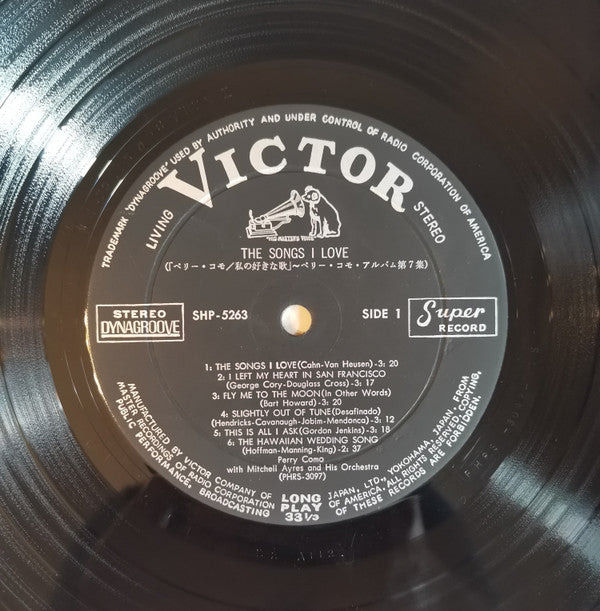 TRADEMARK "DYNAGROOVE" USED BY AUTHORITY AND UNDER CONTROL OF RADIO CORPORATION OF AMERICA
LIVING
VICTOR
STEREO
"HIS MASTER'S VOICE"
THE SONGS I LOVE
(「ペリー・コモ/私の好きな歌」~ペリー・コモ・アルバム第7集)
STEREO
DYNAGROOVE
SHP-5263
SIDE 1
Super
RECORD
1: THE SONGS I LOVE(Cahn-Van Heusen)-3: 20
2: I LEFT MY HEART IN SAN FRANCISCO
(George Cory-Douglass Cross)-3: 17
3: FLY ME TO THE MOON(In Other Words)
(Bart Howard)-3: 20
4: SLIGHTLY OUT OF TUNE(Desafinado)
(Hendricks-Cavanaugh-Jobim-Mendonca)-3: 12
5: THIS IS ALL I ASK(Gordon Jenkins)-3: 18
6: THE HAWAIIAN WEDDING SONG
(Hoffman-Manning-King)-2: 37
Perry Como
with Mitchell Ayres and His Orchestra
(PHRS-3097)
MANUFACTURED BY VICTOR COMPANY OF JAPAN, LTD., YOKOHAMA, JAPAN, FROM
MASTER RECORDINGS OF RADIO CORPORATION OF AMERICA. ALL RIGHTS RESERVED. COPYING,
PUBLIC PERFORMANCE, BROADCASTING OF THESE RECORDS ARE FORBIDDEN.
LONG
PLAY
33 1/3